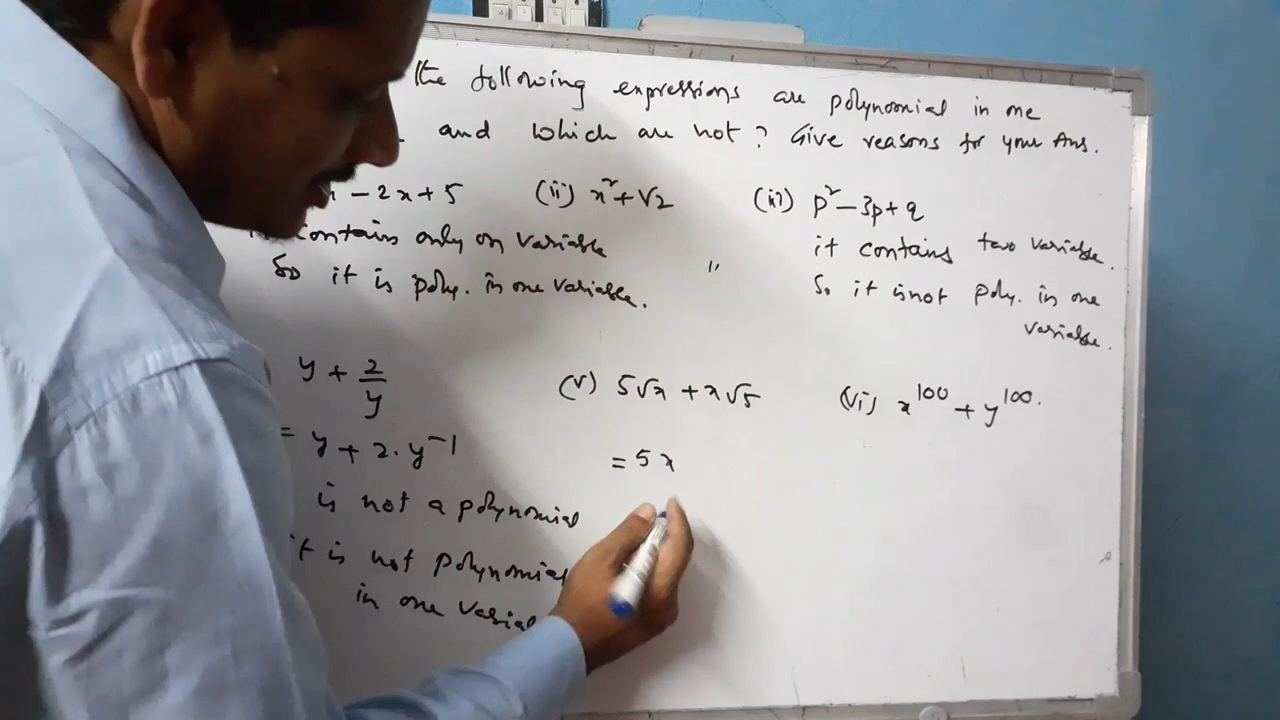 the following expressions are polynomial in one
and which are not? Give reasons for your Ans.
- 2x + 5
(ii) x² + √2
(iii) p² - 3p + q
contains only on variable
So it is poly. in one variable.
"
it contains two variable.
So it is not poly. in one
variable.
y + 2/y
= y + 2.y⁻¹
is not a polynomial
it is not polynomial
in one variab
(v) 5√x + x√5
= 5x
(vi) x¹⁰⁰ + y¹⁰⁰.